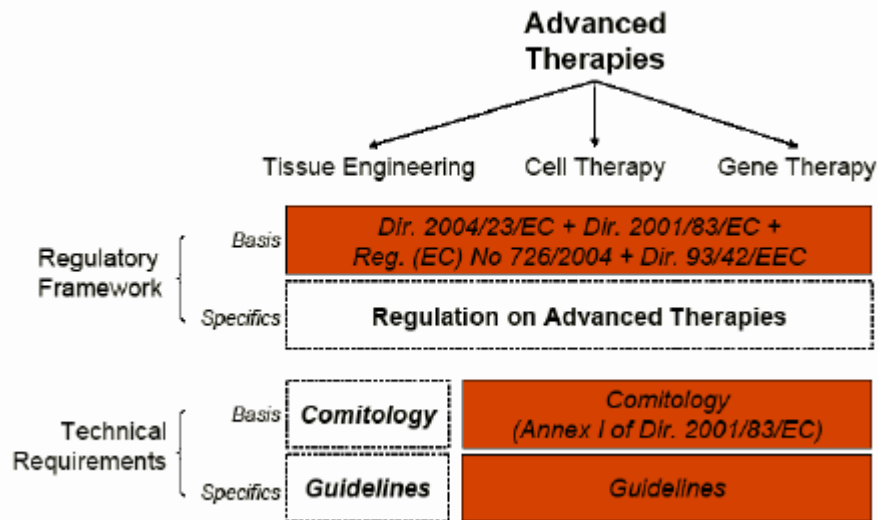 Advanced
Therapies
Tissue Engineering Cell Therapy Gene Therapy
Regulatory
Framework
Basis
Dir. 2004/23/EC + Dir. 2001/83/EC +
Reg. (EC) No 726/2004 + Dir. 93/42/EEC
Specifics
Regulation on Advanced Therapies
Technical
Requirements
Basis
Comitology
Comitology
(Annex I of Dir. 2001/83/EC)
Specifics
Guidelines
Guidelines